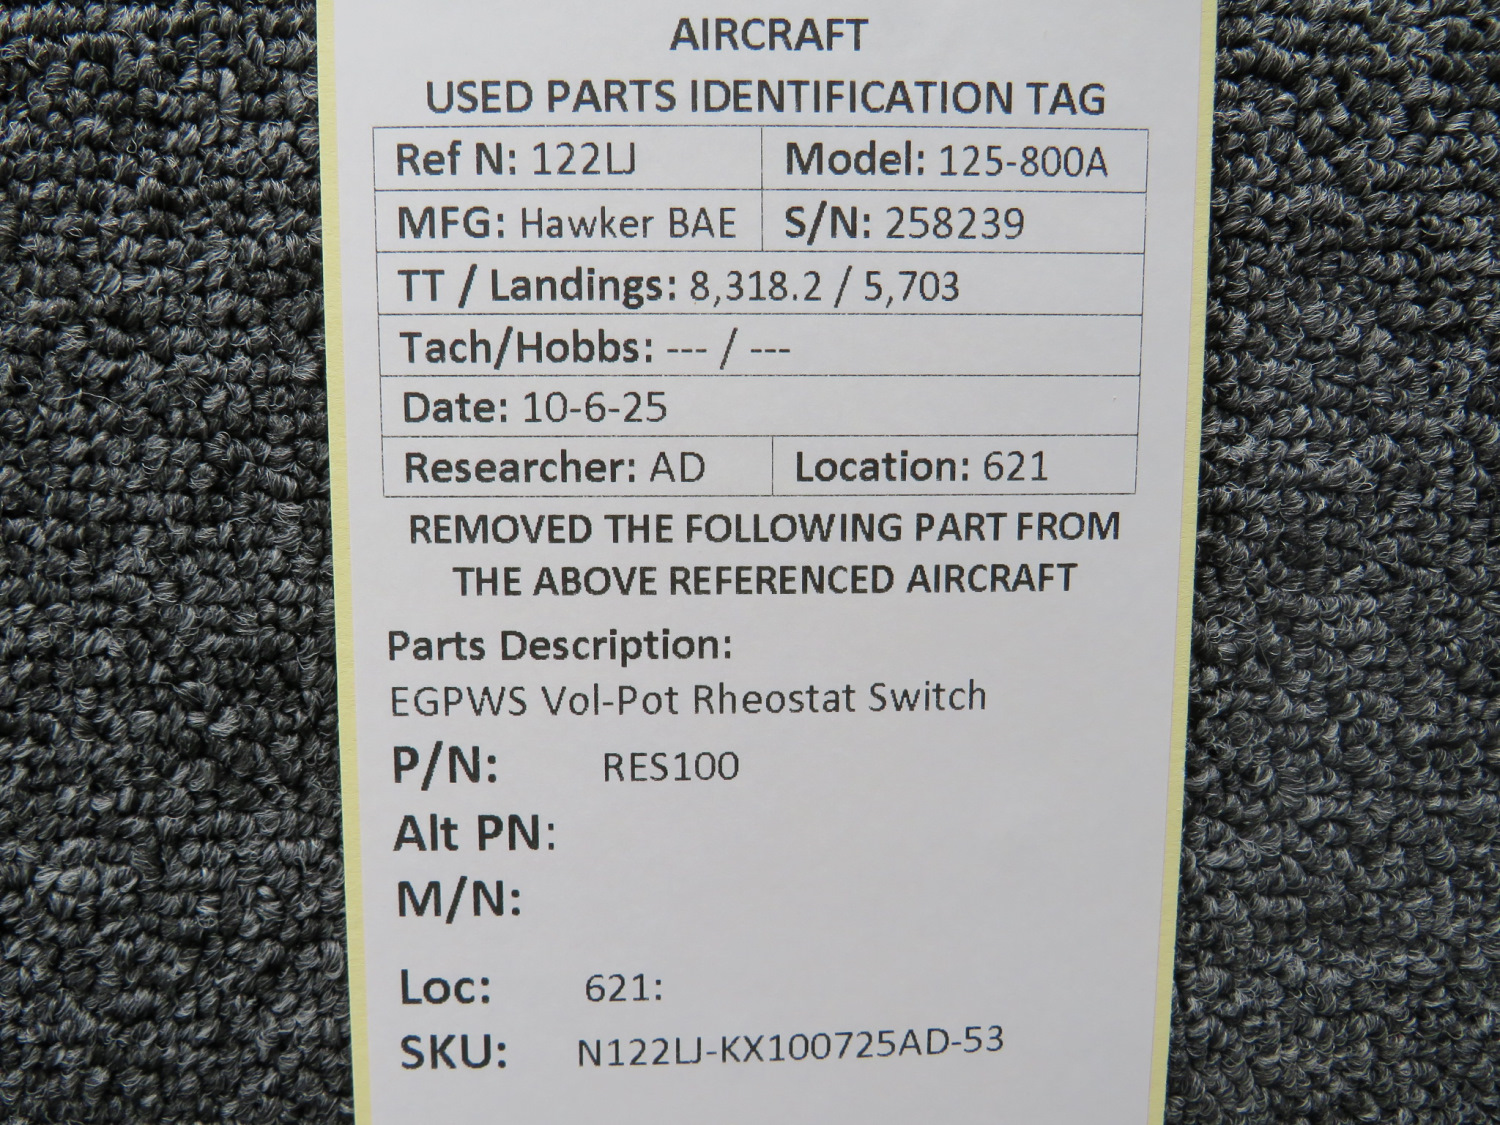 AIRCRAFT
USED PARTS IDENTIFICATION TAG
Ref N: 122LJ Model: 125-800A
MFG: Hawker BAE S/N: 258239
TT / Landings: 8,318.2 / 5,703
Tach/Hobbs: --- / ---
Date: 10-6-25
Researcher: AD Location: 621
REMOVED THE FOLLOWING PART FROM
THE ABOVE REFERENCED AIRCRAFT
Parts Description:
EGPWS Vol-Pot Rheostat Switch
P/N: RES100
Alt PN:
M/N:
Loc: 621:
SKU: N122LJ-KX100725AD-53